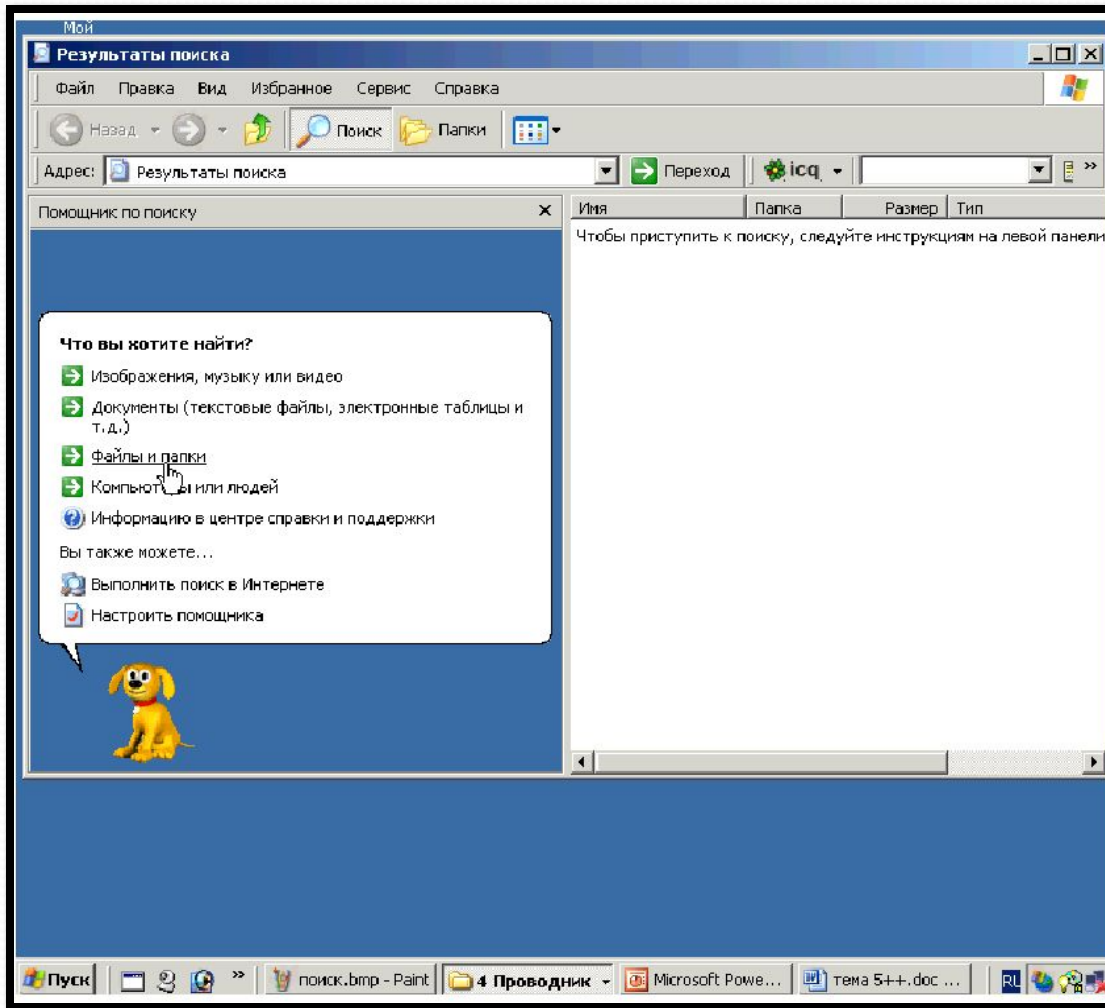 Мой
Результаты поиска
Файл Правка Вид Избранное Сервис Справка
Назад Поиск Папки
Адрес: Результаты поиска Переход icq
Помощник по поиску
Имя Папка Размер Тип
Чтобы приступить к поиску, следуйте инструкциям на левой панели
Что вы хотите найти?
Изображения, музыку или видео
Документы (текстовые файлы, электронные таблицы и
т.д.)
Файлы и папки
или людей
Информацию в центре справки и поддержки
Вы также можете...
Выполнить поиск в Интернете
Настроить помощника
Пуск » поиск.bmp - Paint 4 Проводник Microsoft Powe... тема 5++.doc ... RL